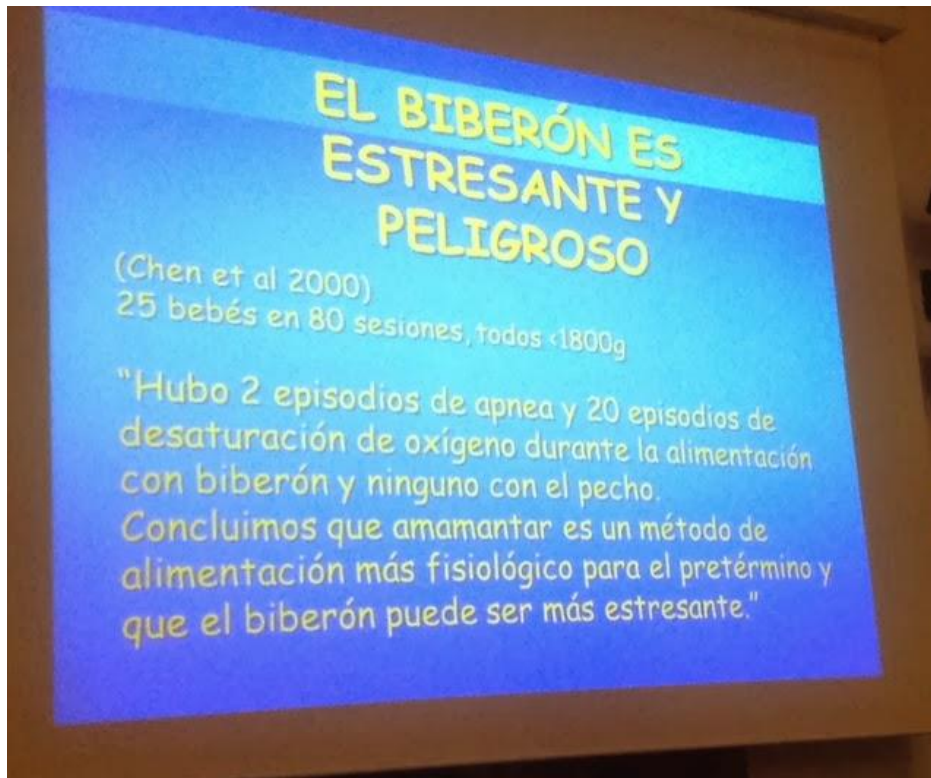 EL BIBERÓN ES
ESTRESANTE Y
PELIGROSO
(Chen et al 2000)
25 bebés en 80 sesiones, todos <1800g
“Hubo 2 episodios de apnea y 20 episodios de
desaturación de oxígeno durante la alimentación
con biberón y ninguno con el pecho.
Concluimos que amamantar es un método de
alimentación más fisiológico para el pretérmino y
que el biberón puede ser más estresante.”